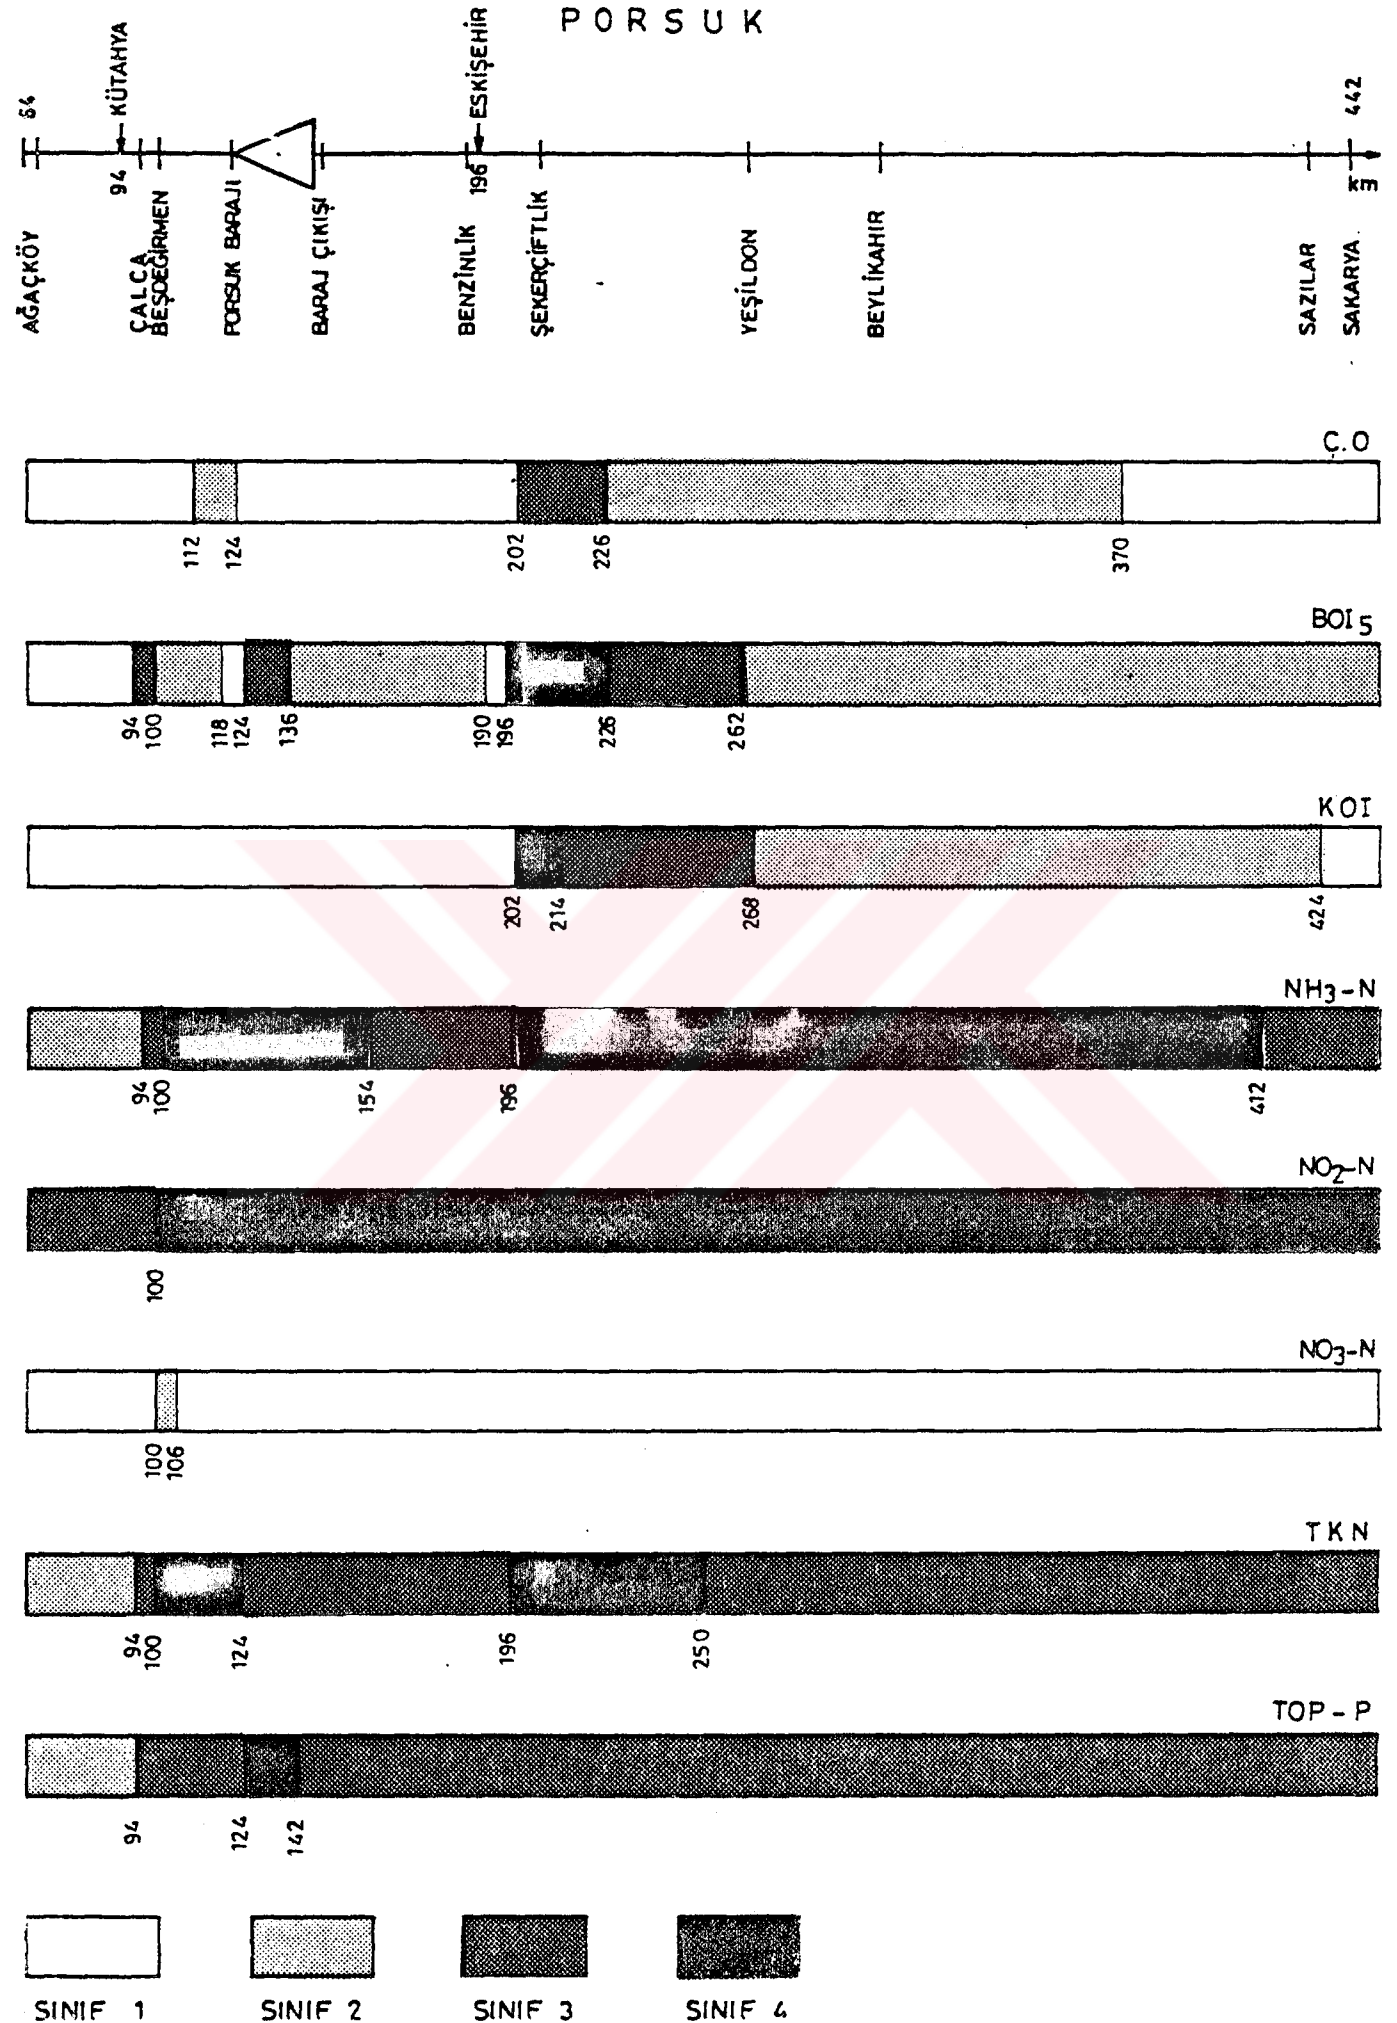 PORSUK
64
KÜTAHYA
ESKİŞEHİR
442
94
196
km
AĞAÇKÖY
ÇALCA
BEŞDEĞİRMEN
PORSUK BARAJI
BARAJ ÇIKIŞI
BENZİNLİK
ŞEKERÇİFTLİK
YEŞİLDON
BEYLİKAHIR
SAZILAR
SAKARYA
Ç.O
112 124 202 226 370
BOI5
94 100 118 124 136 190 196 226 262
KOI
202 214 268 424
NH3-N
94 100 154 196 412
NO2-N
100
NO3-N
100 106
TKN
94 100 124 196 250
TOP-P
94 124 142
SINIF 1 SINIF 2 SINIF 3 SINIF 4